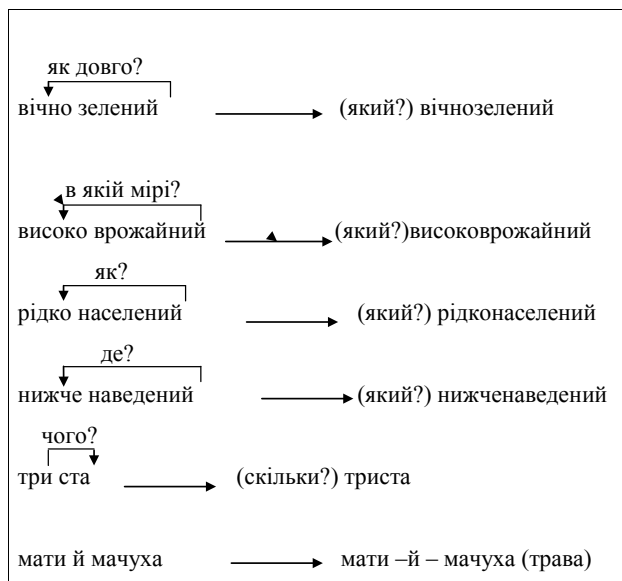 як довго?
вічно зелений (який?) вічнозелений
в якій мірі?
високо врожайний (який?)високоврожайний
як?
рідко населений (який?) рідконаселений
де?
нижче наведений (який?) нижченаведений
чого?
три ста (скільки?) триста
мати й мачуха мати –й – мачуха (трава)